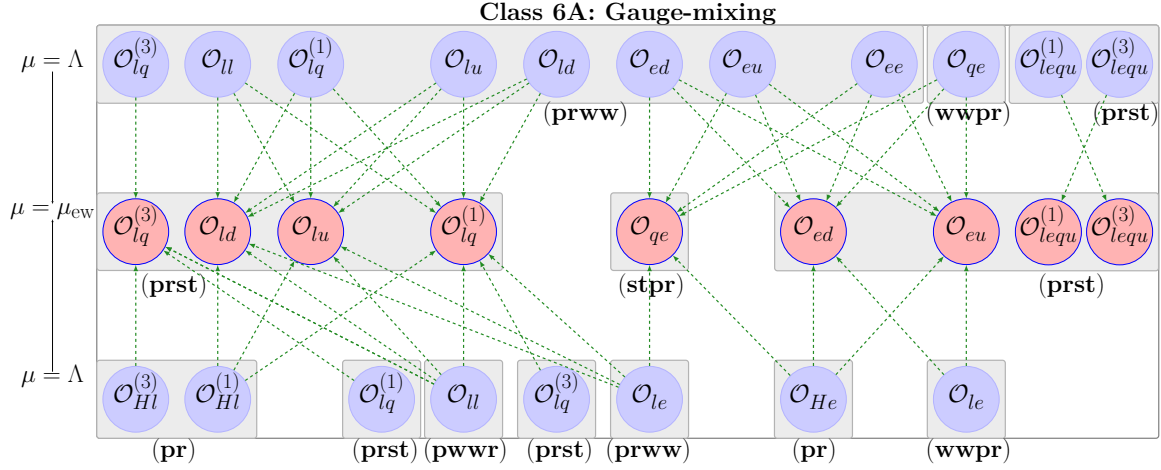 Class 6A: Gauge-mixing
μ = Λ
𝒪_{lq}^{(3)} 𝒪_{ll} 𝒪_{lq}^{(1)} 𝒪_{lu} 𝒪_{ld} 𝒪_{ed} 𝒪_{eu} 𝒪_{ee} 𝒪_{qe} 𝒪_{lequ}^{(1)} 𝒪_{lequ}^{(3)}
(prww) (wwpr) (prst)
μ = μ_{ew}
𝒪_{lq}^{(3)} 𝒪_{ld} 𝒪_{lu} 𝒪_{lq}^{(1)} 𝒪_{qe} 𝒪_{ed} 𝒪_{eu} 𝒪_{lequ}^{(1)} 𝒪_{lequ}^{(3)}
(prst) (stpr) (prst)
μ = Λ
𝒪_{Hl}^{(3)} 𝒪_{Hl}^{(1)} 𝒪_{lq}^{(1)} 𝒪_{ll} 𝒪_{lq}^{(3)} 𝒪_{le} 𝒪_{He} 𝒪_{le}
(pr) (prst) (pwwr) (prst) (prww) (pr) (wwpr)